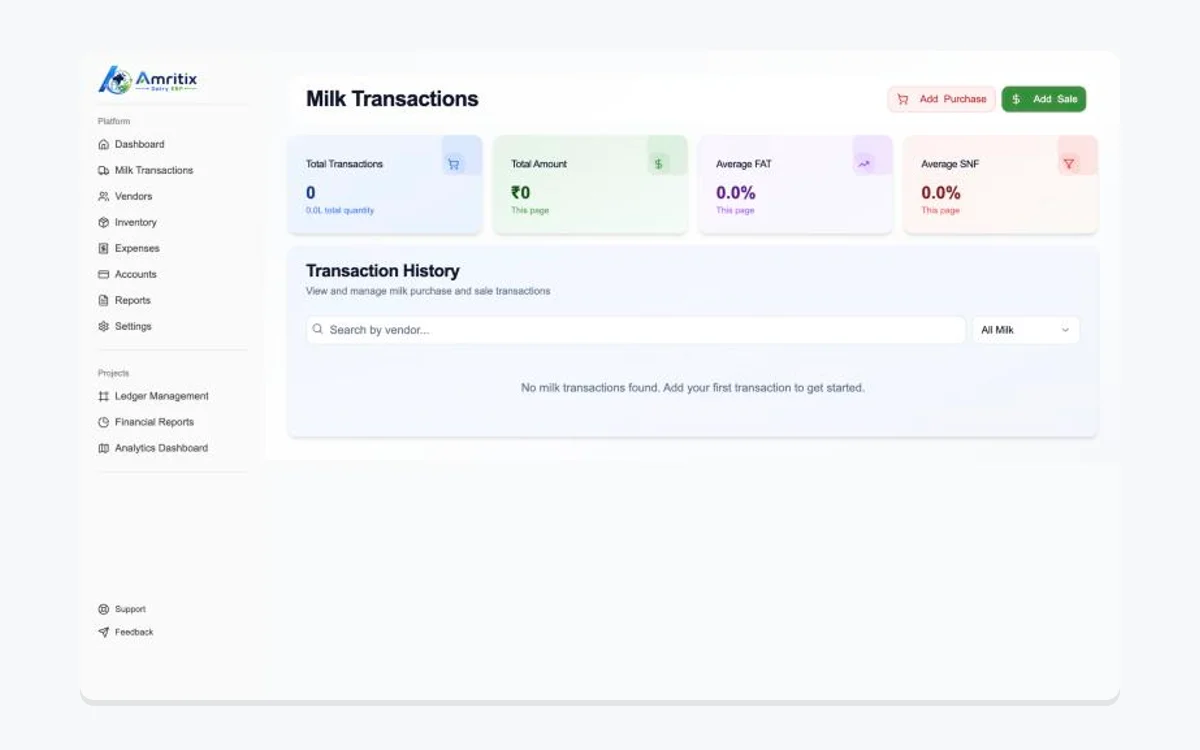 Amritix
Dairy ERP
Platform
Dashboard
Milk Transactions
Vendors
Inventory
Expenses
Accounts
Reports
Settings
Projects
Ledger Management
Financial Reports
Analytics Dashboard
Support
Feedback
Milk Transactions
Add Purchase
$ Add Sale
Total Transactions
0
0.0L total quantity
Total Amount
$
₹0
This page
Average FAT
0.0%
This page
Average SNF
0.0%
This page
Transaction History
View and manage milk purchase and sale transactions
Search by vendor...
All Milk
No milk transactions found. Add your first transaction to get started.